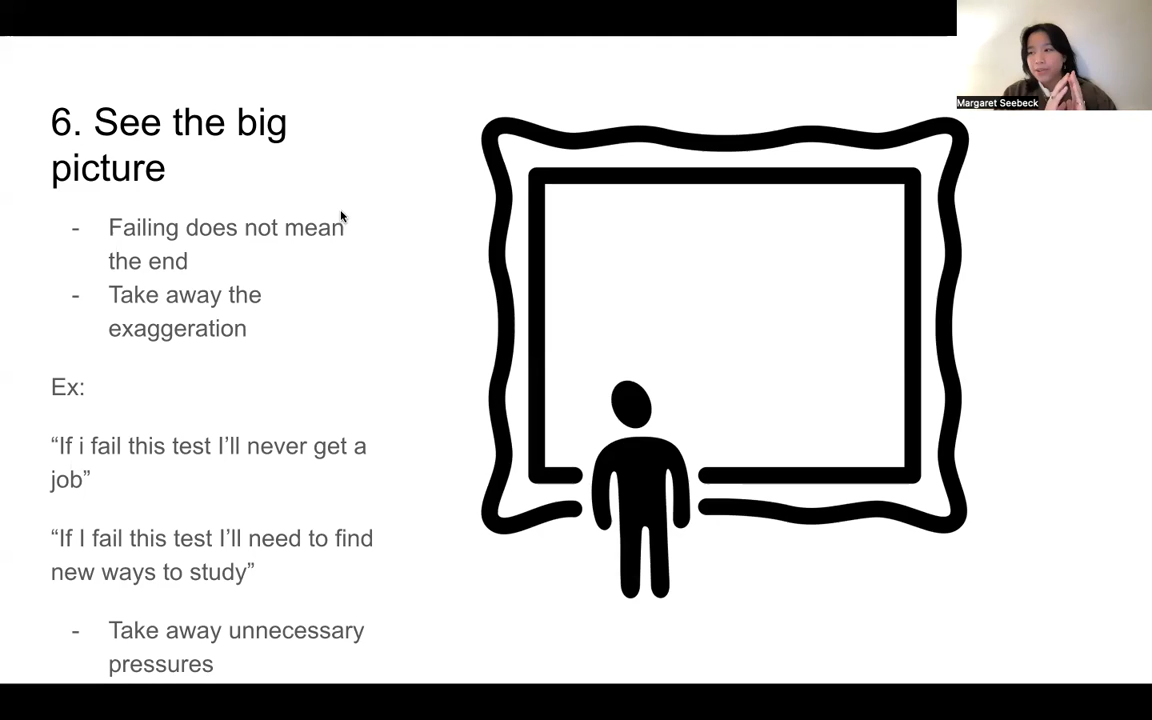 6. See the big
picture
- Failing does not mean
the end
- Take away the
exaggeration
Ex:
“If i fail this test I’ll never get a
job”
“If I fail this test I’ll need to find
new ways to study”
- Take away unnecessary
pressures
Margaret Seebeck